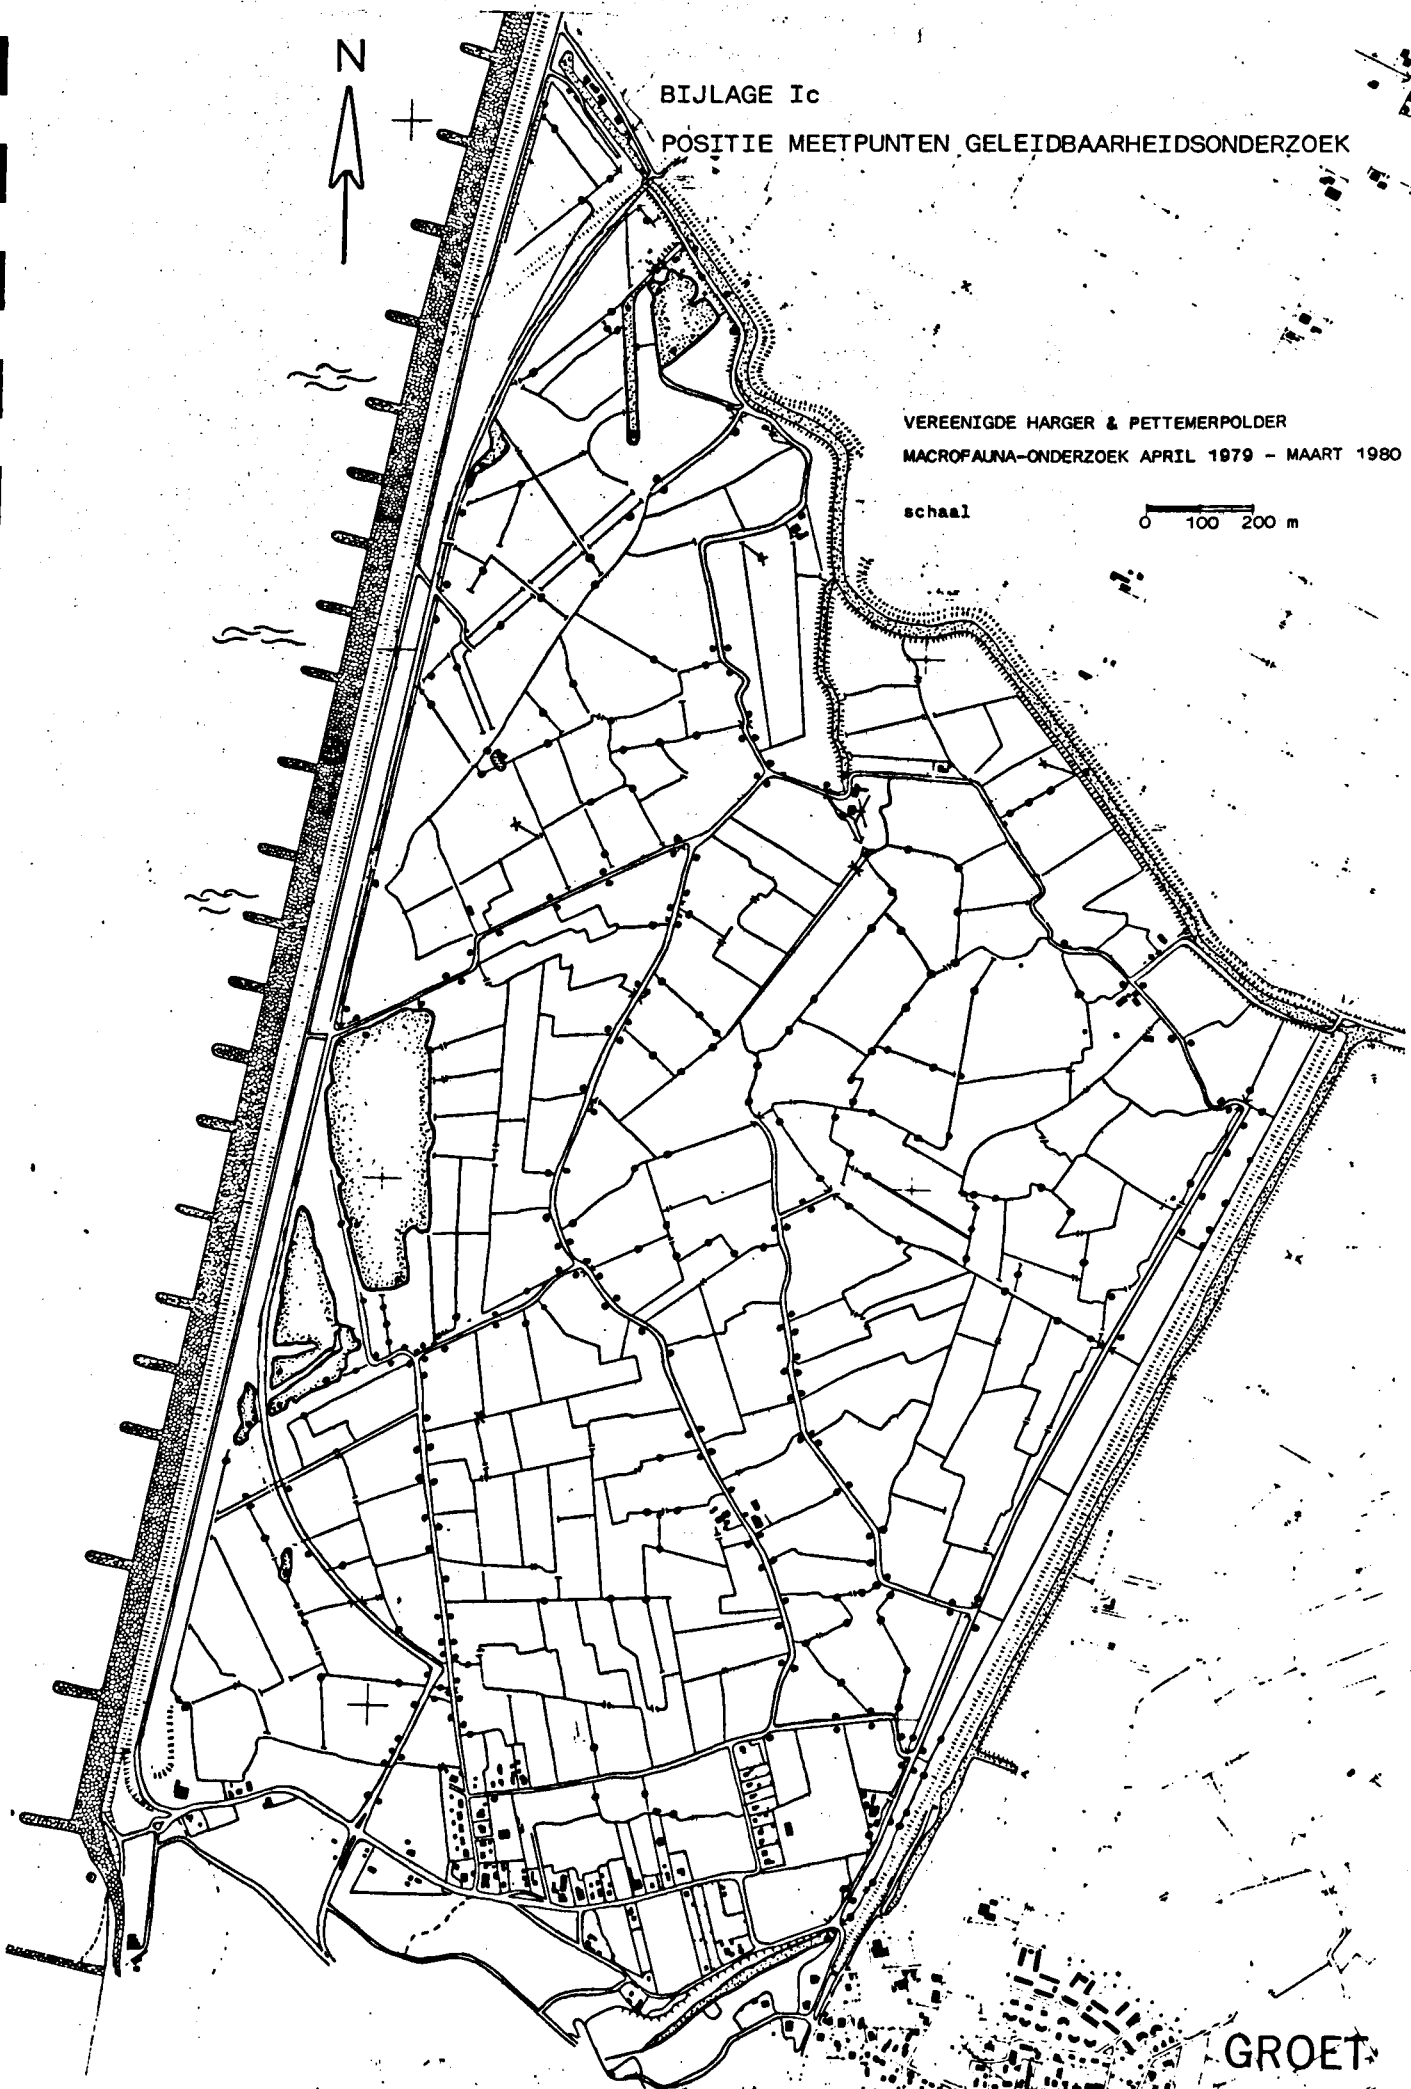 N
BIJLAGE Ic
POSITIE MEETPUNTEN GELEIDBAARHEIDSONDERZOEK
VEREENIGDE HARGER & PETTEMERPOLDER
MACROFAUNA-ONDERZOEK APRIL 1979 - MAART 1980
schaal
0 100 200 m
GROET